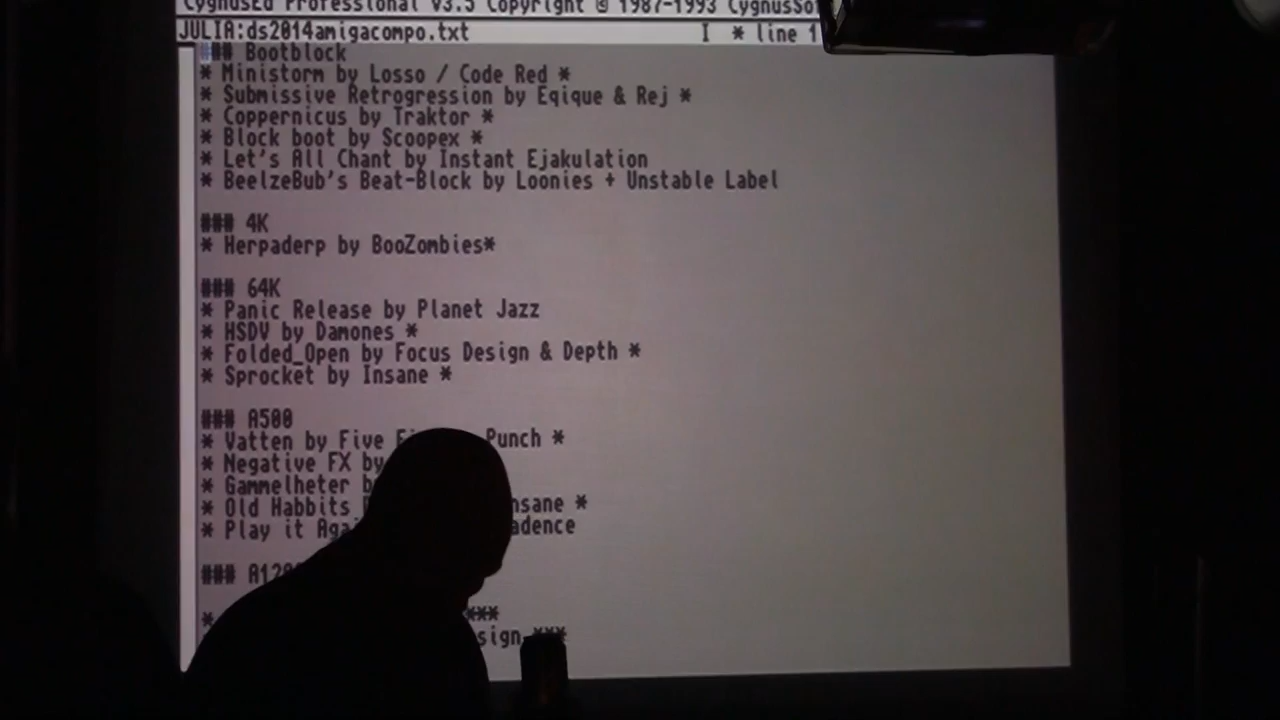 CygnusEd Professional v3.5 Copyright © 1987-1993 CygnusSo
JULIA:ds2014amigacompo.txt I * line 1
### Bootblock
* Ministorm by Losso / Code Red *
* Submissive Retrogression by Eqique & Rej *
* Coppernicus by Traktor *
* Block boot by Scoopex *
* Let's All Chant by Instant Ejakulation
* BeelzeBub's Beat-Block by Loonies + Unstable Label
### 4K
* Herpaderp by BooZombies*
### 64K
* Panic Release by Planet Jazz
* HSDV by Damones *
* Folded_Open by Focus Design & Depth *
* Sprocket by Insane *
### A500
* Vatten by Five Punch *
* Negative FX by
* Gammelheter b
* Old Habbits nsane *
* Play it Aga adence
### A120
* ***
sign ***